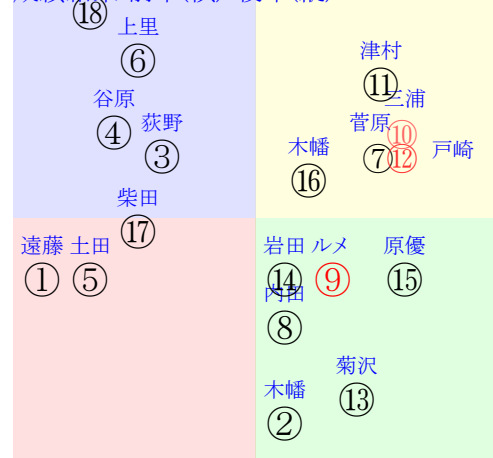 ⑱
上里
⑥
津村
⑪
三浦
谷原
④
荻野
③
菅原
⑩
⑦
⑫
戸崎
木幡
⑯
柴田
⑰
遠藤
①
土田
⑤
岩田
⑭
ルメ
⑨
原優
⑮
内田
⑧
菊沢
⑬
木幡
②